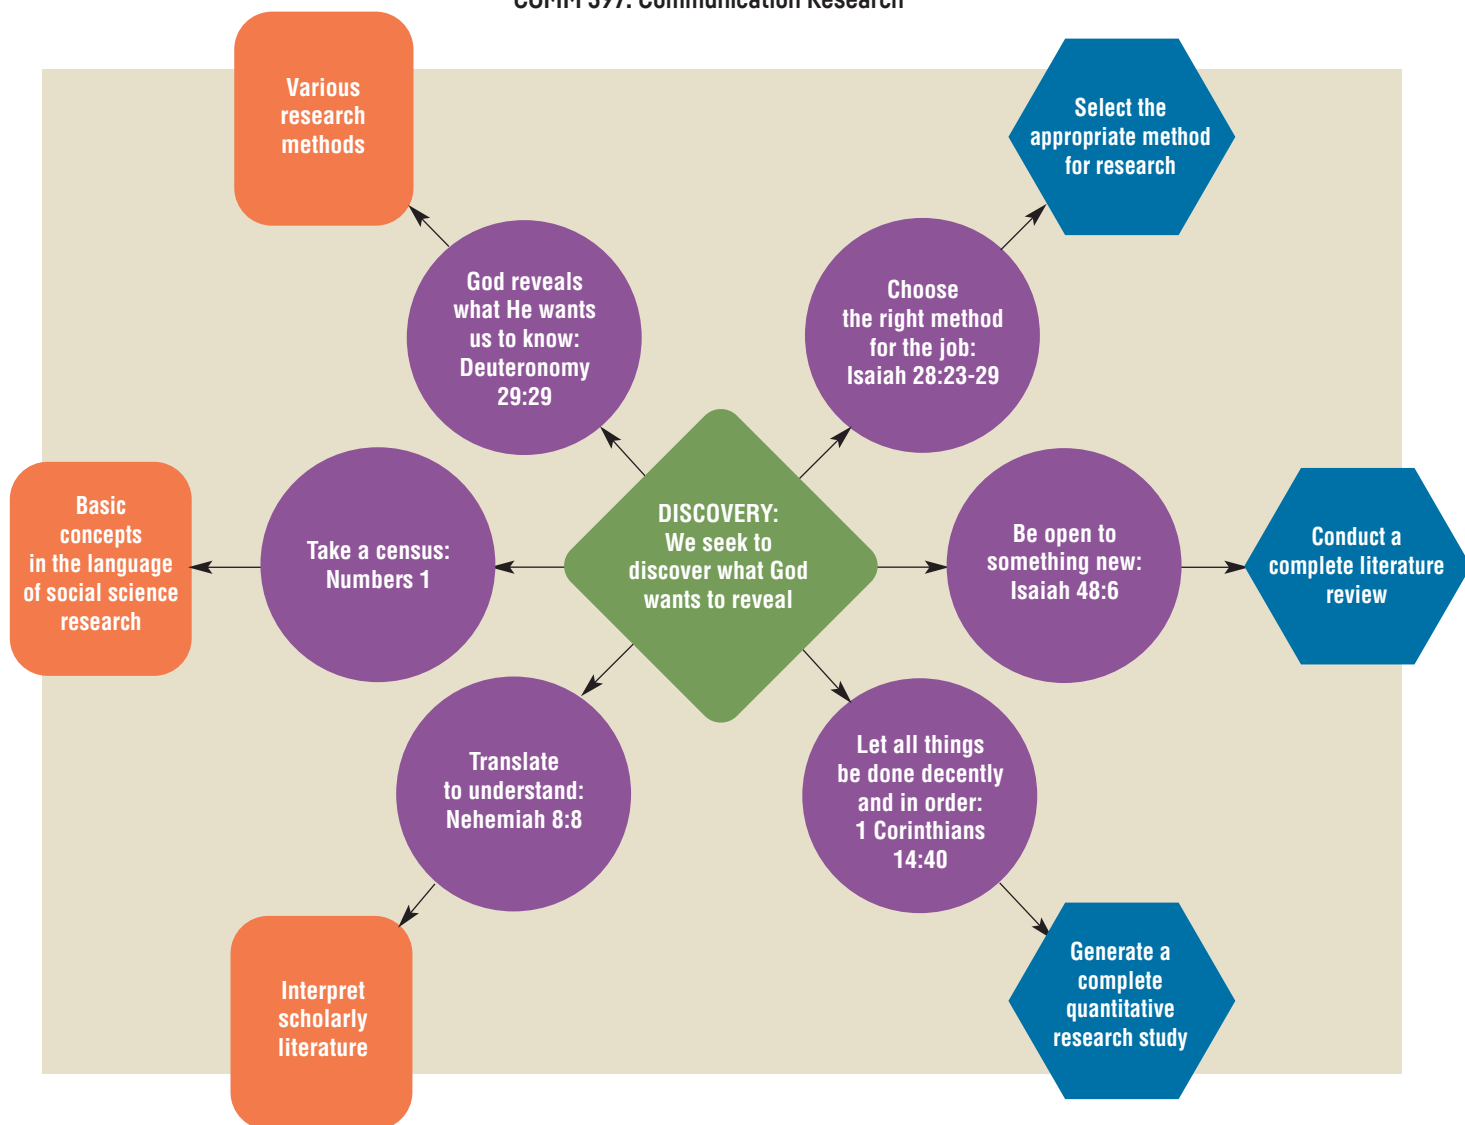 COMM 397: Communication Research
Various
research
methods
Select the
appropriate method
for research
God reveals
what He wants
us to know:
Deuteronomy
29:29
Choose
the right method
for the job:
Isaiah 28:23-29
Basic
concepts
in the language
of social science
research
Take a census:
Numbers 1
DISCOVERY:
We seek to
discover what God
wants to reveal
Be open to
something new:
Isaiah 48:6
Conduct a
complete literature
review
Translate
to understand:
Nehemiah 8:8
Let all things
be done decently
and in order:
1 Corinthians
14:40
Interpret
scholarly
literature
Generate a
complete
quantitative
research study